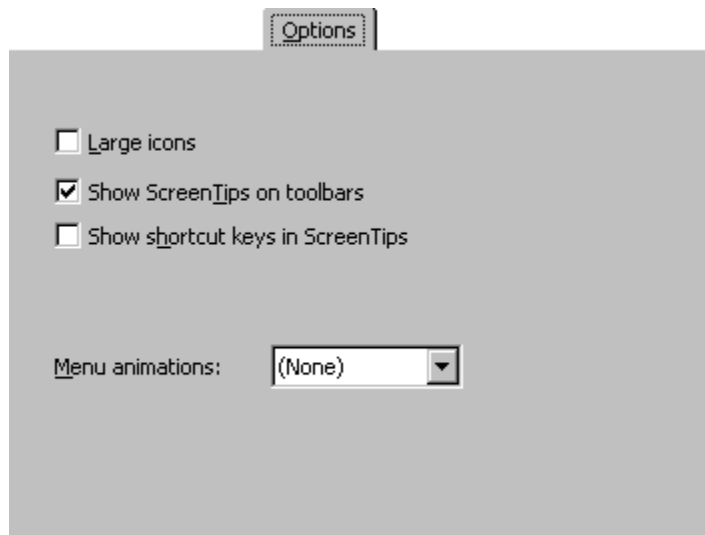 Options
Large icons
Show ScreenTips on toolbars
Show shortcut keys in ScreenTips
Menu animations: (None)